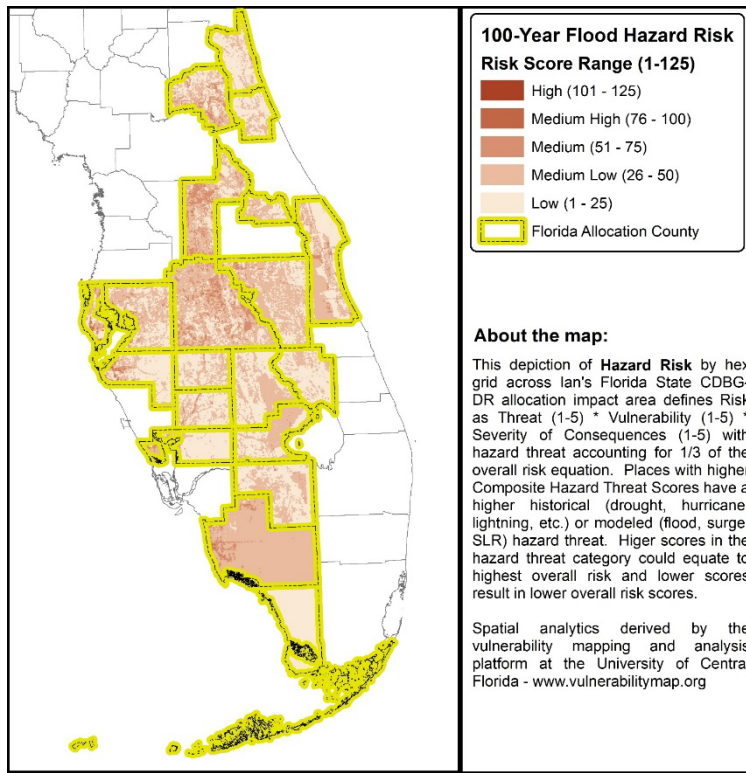 100-Year Flood Hazard Risk
Risk Score Range (1-125)
High (101 - 125)
Medium High (76 - 100)
Medium (51 - 75)
Medium Low (26 - 50)
Low (1 - 25)
Florida Allocation County
About the map:
This depiction of Hazard Risk by hex
grid across Ian's Florida State CDBG-
DR allocation impact area defines Risk
as Threat (1-5) * Vulnerability (1-5) *
Severity of Consequences (1-5) with
hazard threat accounting for 1/3 of the
overall risk equation. Places with higher
Composite Hazard Threat Scores have a
higher historical (drought, hurricane,
lightning, etc.) or modeled (flood, surge,
SLR) hazard threat. Higer scores in the
hazard threat category could equate to
highest overall risk and lower scores
result in lower overall risk scores.
Spatial analytics derived by the
vulnerability mapping and analysis
platform at the University of Central
Florida - www.vulnerabilitymap.org